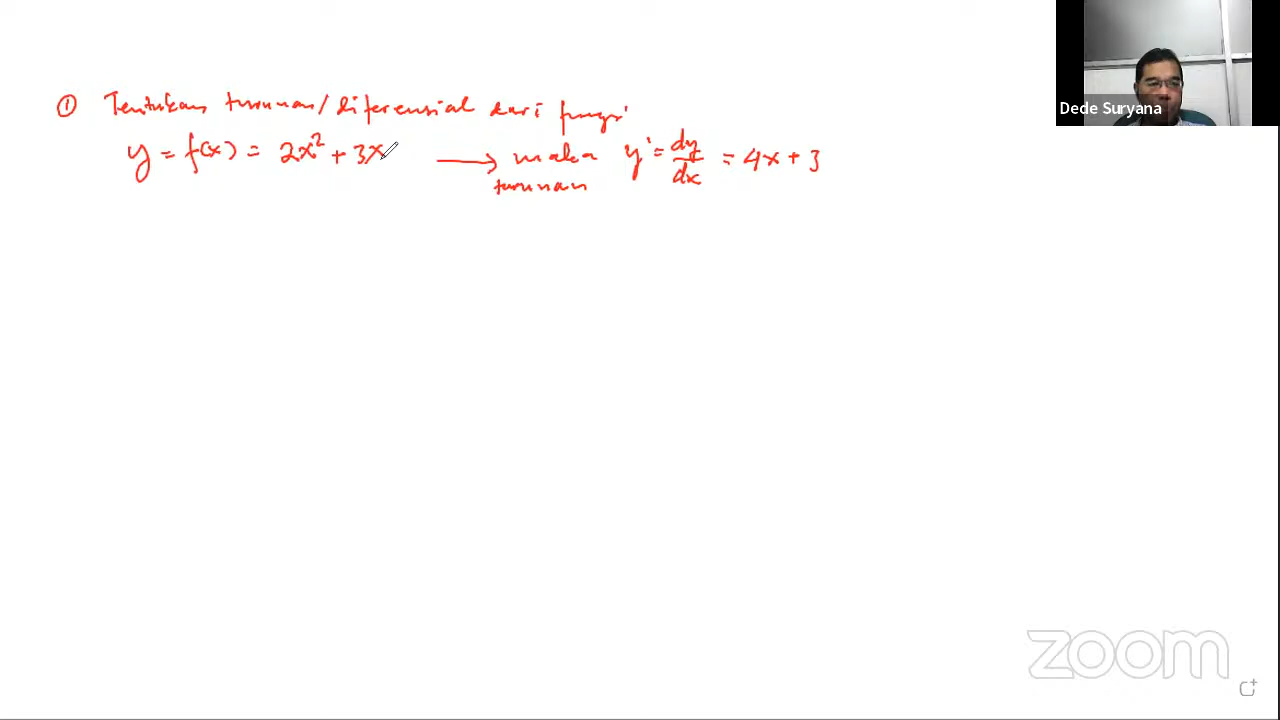 ① Tentukan turunan/diferensial dari fungsi
y = f(x) = 2x² + 3x → maka turunan y' = dy/dx = 4x + 3
Dede Suryana
zoom